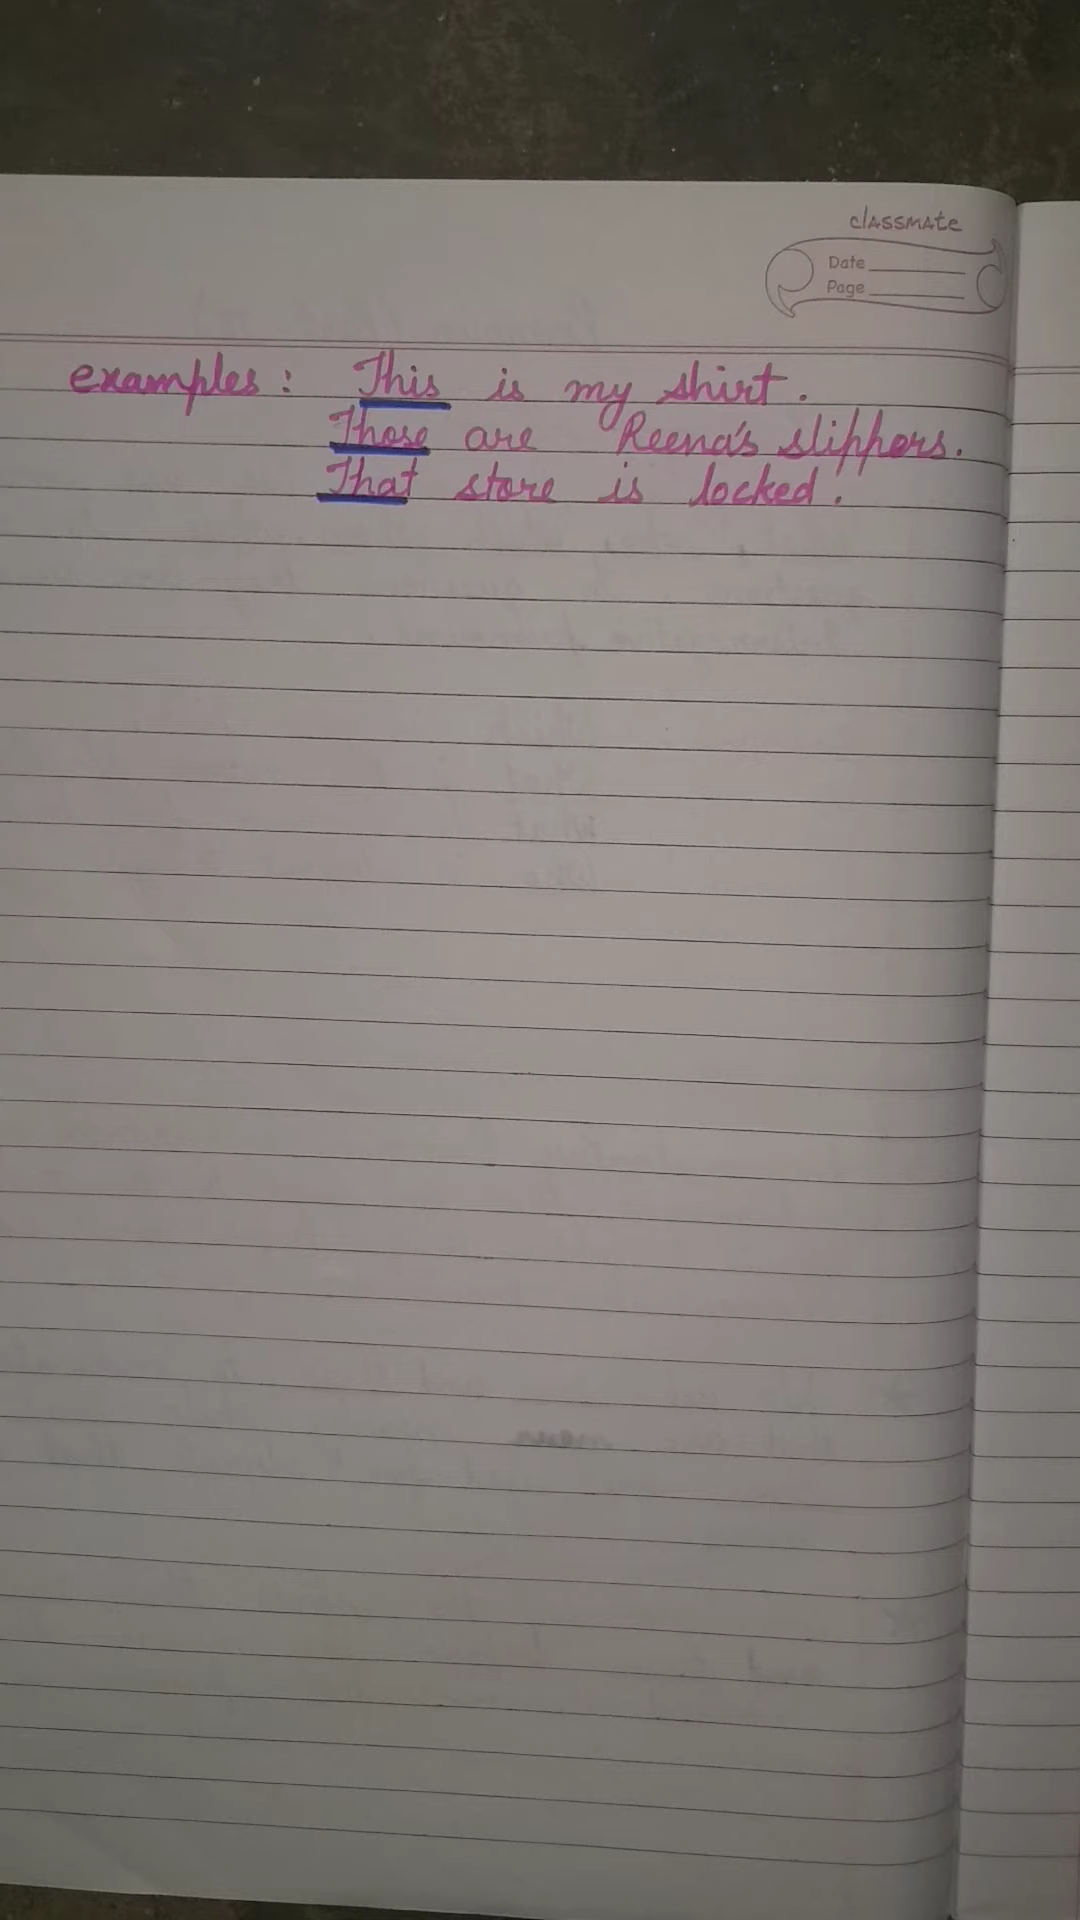 classmate
Date
Page
examples: This is my shirt.
Those are Reena's slippers.
That store is locked.